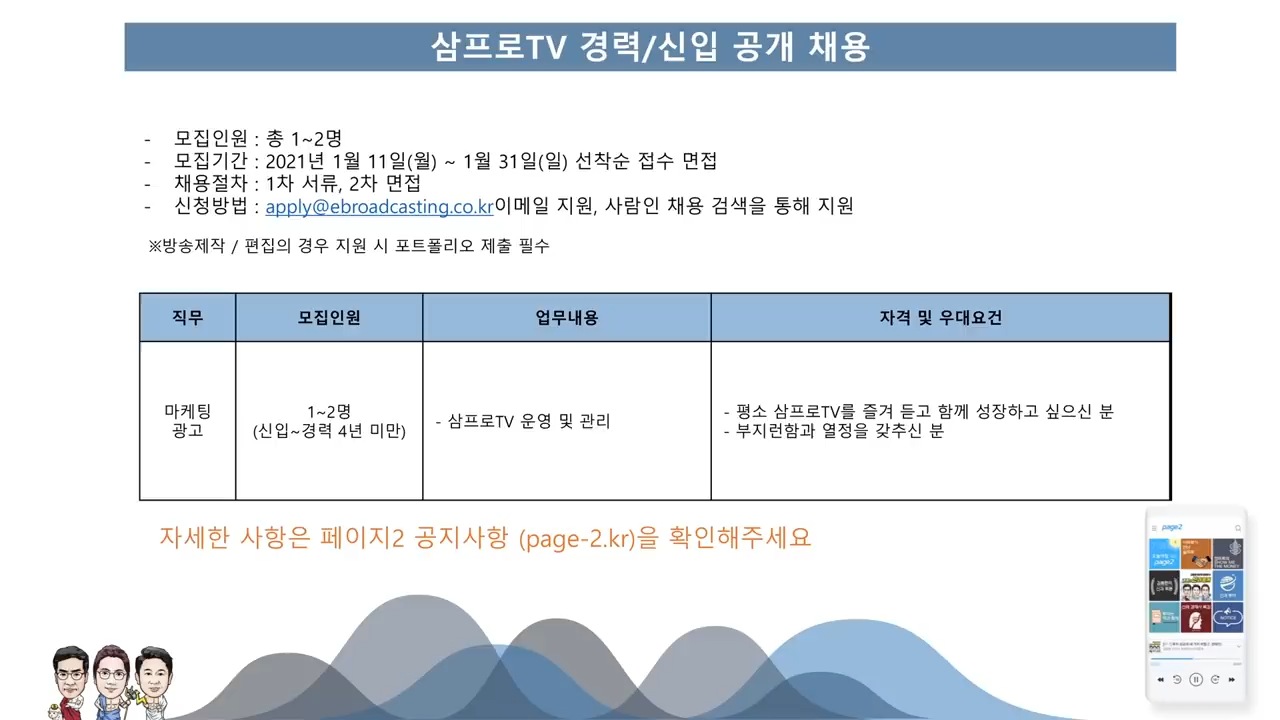 삼프로TV 경력/신입 공개 채용
- 모집인원 : 총 1~2명
- 모집기간 : 2021년 1월 11일(월) ~ 1월 31일(일) 선착순 접수 면접
- 채용절차 : 1차 서류, 2차 면접
- 신청방법 : apply@ebroadcasting.co.kr이메일 지원, 사람인 채용 검색을 통해 지원
※방송제작 / 편집의 경우 지원 시 포트폴리오 제출 필수
직무 모집인원 업무내용 자격 및 우대요건
마케팅
광고
1~2명
(신입~경력 4년 미만)
- 삼프로TV 운영 및 관리
- 평소 삼프로TV를 즐겨 듣고 함께 성장하고 싶으신 분
- 부지런함과 열정을 갖추신 분
자세한 사항은 페이지2 공지사항 (page-2.kr)을 확인해주세요
page2
page2
NOTICE